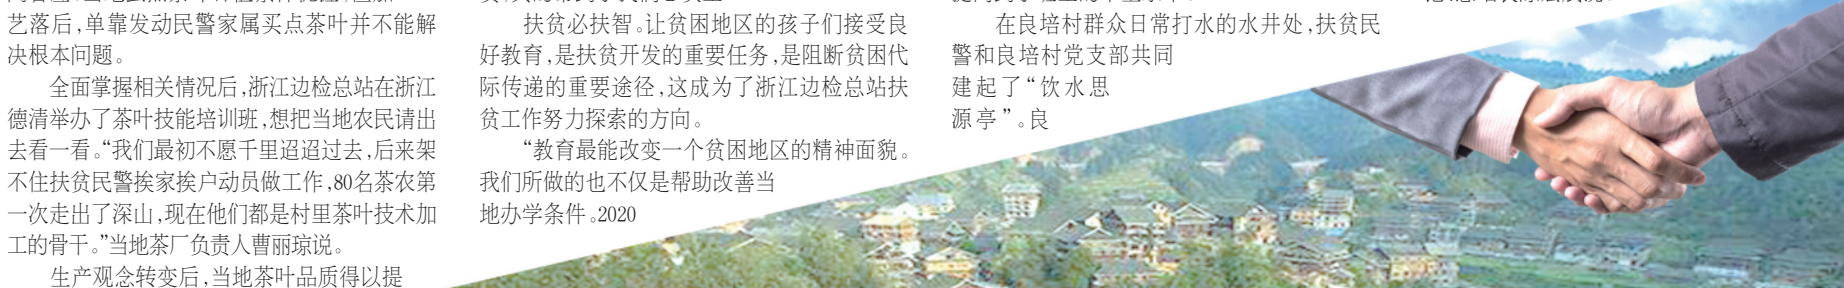 艺落后，单靠发动民警家属买点茶叶并不能解
决根本问题。
全面掌握相关情况后，浙江边检总站在浙江
德清举办了茶叶技能培训班，想把当地农民请出
去看一看。“我们最初不愿千里迢迢过去，后来架
不住扶贫民警挨家挨户动员做工作，80名茶农第
一次走出了深山，现在他们都是村里茶叶技术加
工的骨干。”当地茶厂负责人曹丽琼说。
生产观念转变后，当地茶叶品质得以提
扶贫必扶智。让贫困地区的孩子们接受良
好教育，是扶贫开发的重要任务，是阻断贫困代
际传递的重要途径，这成为了浙江边检总站扶
贫工作努力探索的方向。
“教育最能改变一个贫困地区的精神面貌。
我们所做的也不仅是帮助改善当
地办学条件。2020
在良培村群众日常打水的水井处，扶贫民
警和良培村党支部共同
建起了“饮水思
源亭”。良